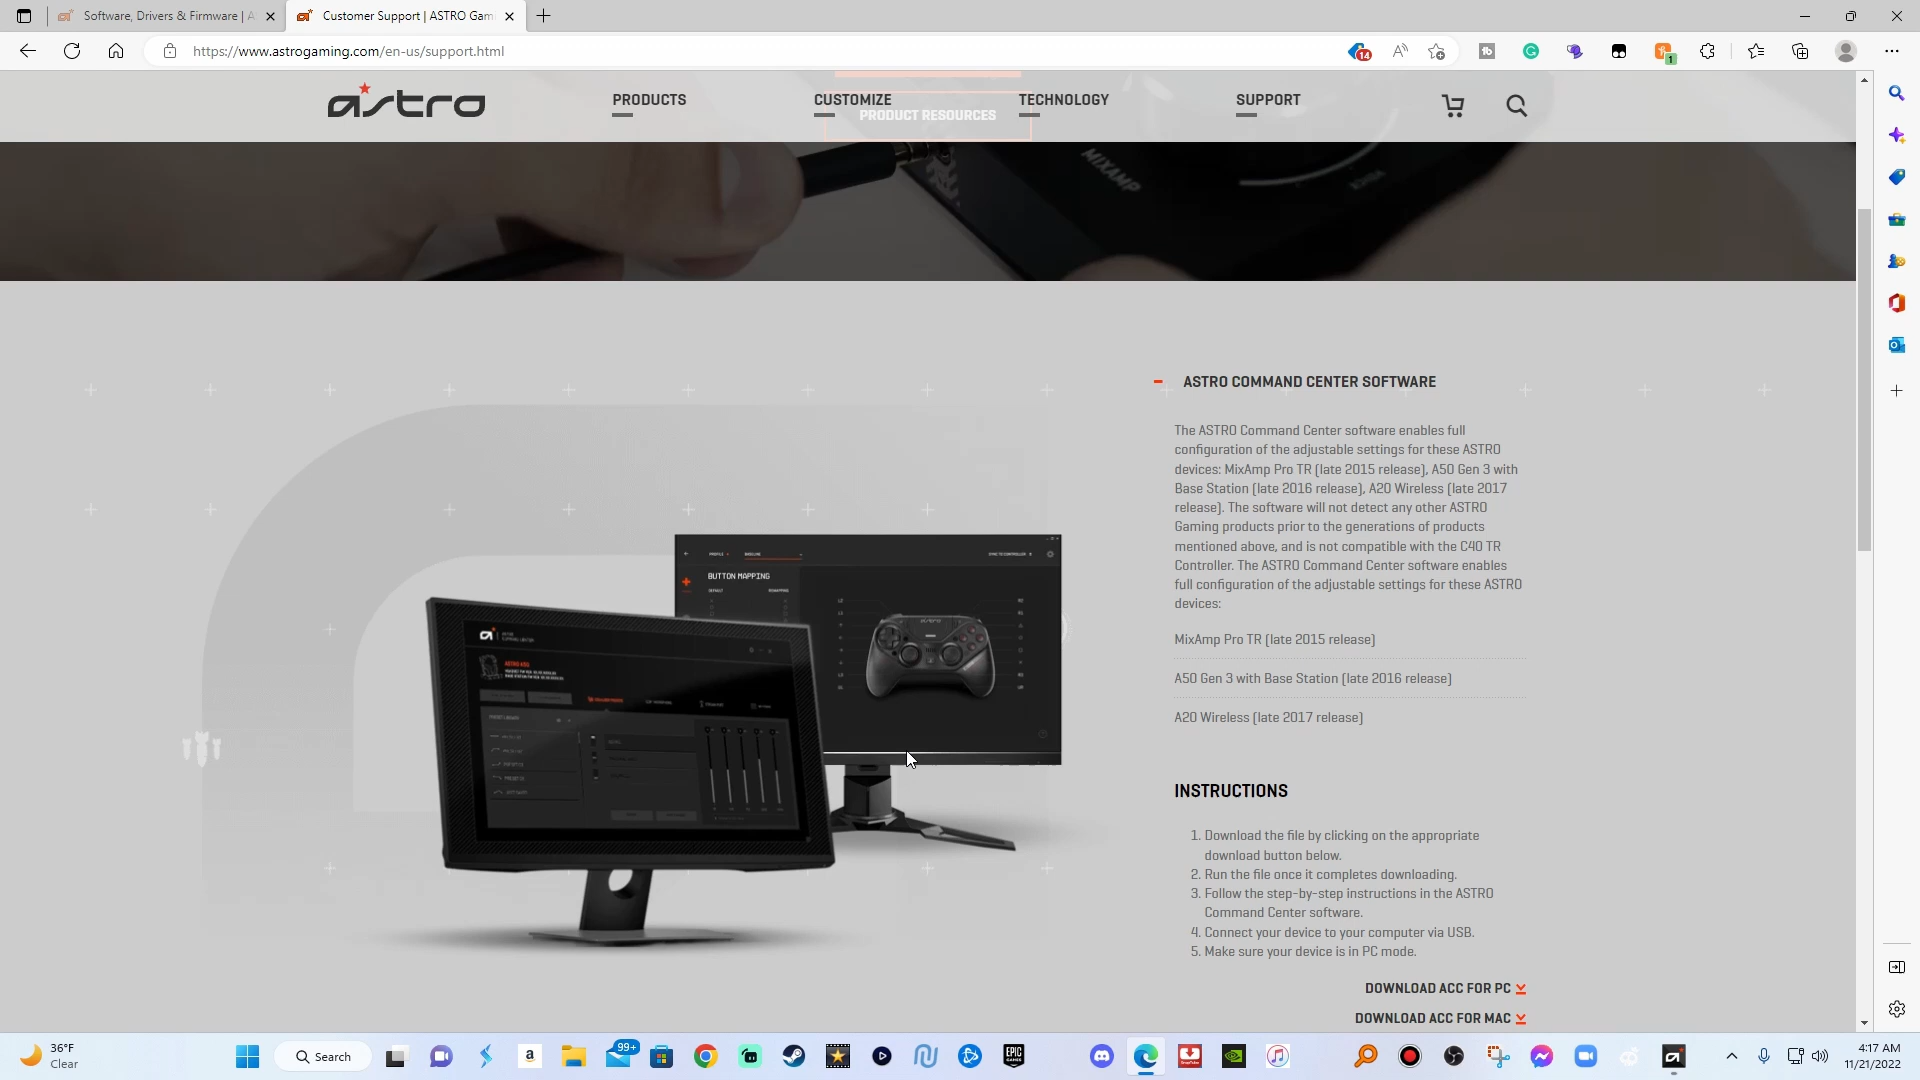 Software, Drivers & Firmware | A
Customer Support | ASTRO Gam
https://www.astrogaming.com/en-us/support.html
14
1
astro
PRODUCTS
CUSTOMIZE
TECHNOLOGY
SUPPORT
PRODUCT RESOURCES
MIXAMP
ASTRO COMMAND CENTER SOFTWARE
The ASTRO Command Center software enables full
configuration of the adjustable settings for these ASTRO
devices: MixAmp Pro TR (late 2015 release), A50 Gen 3 with
Base Station (late 2016 release), A20 Wireless (late 2017
release). The software will not detect any other ASTRO
Gaming products prior to the generations of products
mentioned above, and is not compatible with the C40 TR
Controller. The ASTRO Command Center software enables
full configuration of the adjustable settings for these ASTRO
devices:
MixAmp Pro TR (late 2015 release)
A50 Gen 3 with Base Station (late 2016 release)
A20 Wireless (late 2017 release)
BUTTON MAPPING
INSTRUCTIONS
1. Download the file by clicking on the appropriate
download button below.
2. Run the file once it completes downloading.
3. Follow the step-by-step instructions in the ASTRO
Command Center software.
4. Connect your device to your computer via USB.
5. Make sure your device is in PC mode.
DOWNLOAD ACC FOR PC
DOWNLOAD ACC FOR MAC
36°F
Clear
Search
99+
EPIC
GAMES
4:17 AM
11/21/2022